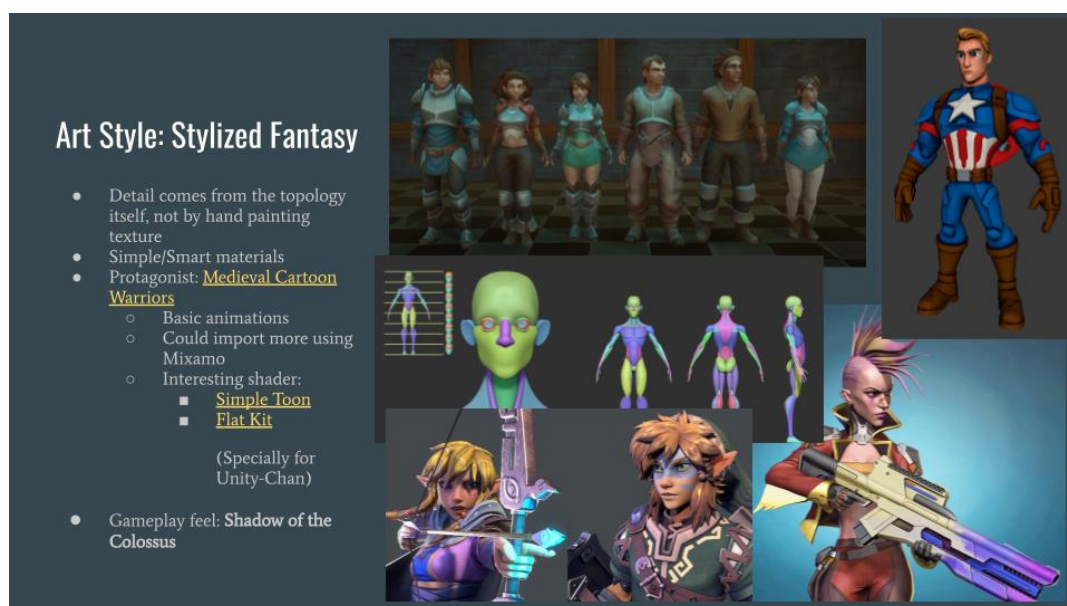 Art Style: Stylized Fantasy
● Detail comes from the topology
itself, not by hand painting
texture
● Simple/Smart materials
● Protagonist: Medieval Cartoon
Warriors
○ Basic animations
○ Could import more using
Mixamo
○ Interesting shader:
■ Simple Toon
■ Flat Kit
(Specially for
Unity-Chan)
● Gameplay feel: Shadow of the
Colossus